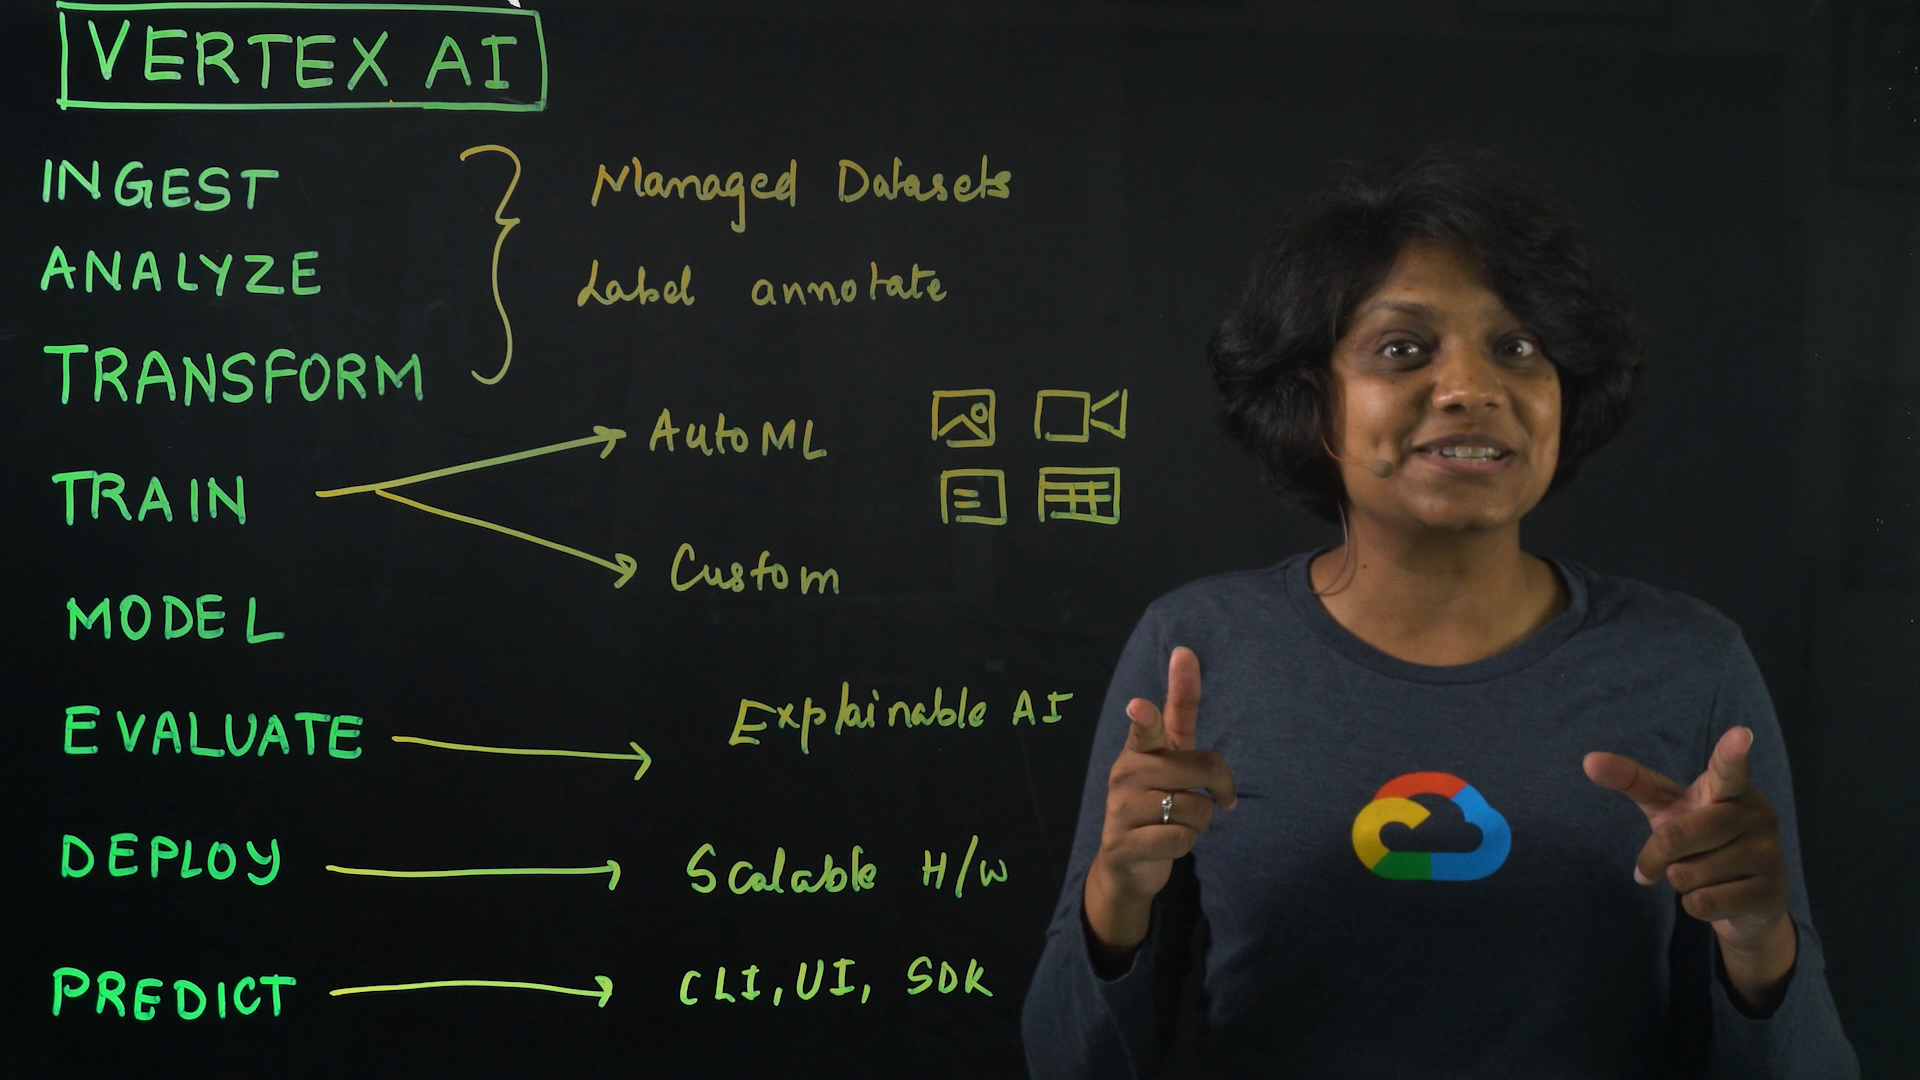 VERTEX AI
INGEST
ANALYZE
TRANSFORM
Managed Datasets
Label annotate
TRAIN
AutoML
Custom
MODEL
EVALUATE
Explainable AI
DEPLOY
Scalable H/W
PREDICT
CLI, UI, SDK